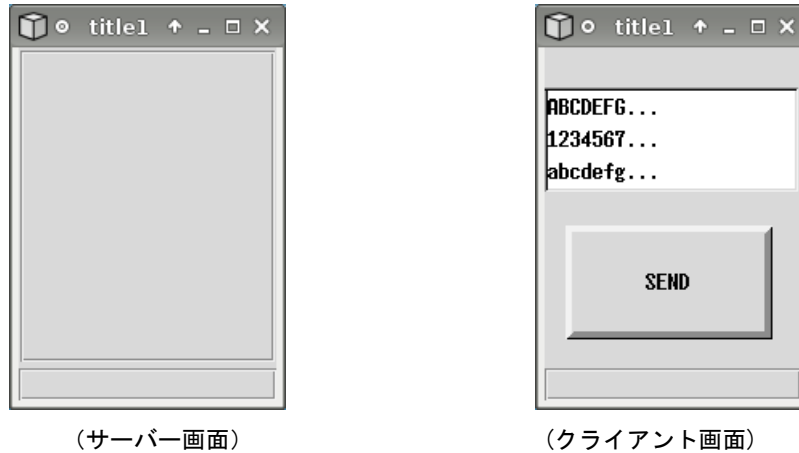 title1
title1
ABCDEFG...
1234567...
abcdefg...
SEND
（サーバー画面）
（クライアント画面）